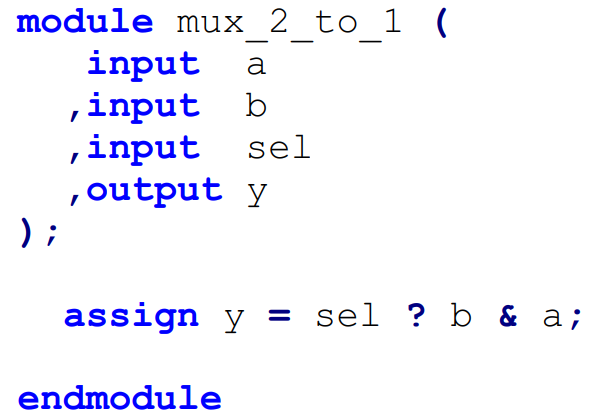 module mux_2_to_1 (
input a
,input b
,input sel
,output y
);
assign y = sel ? b & a;
endmodule